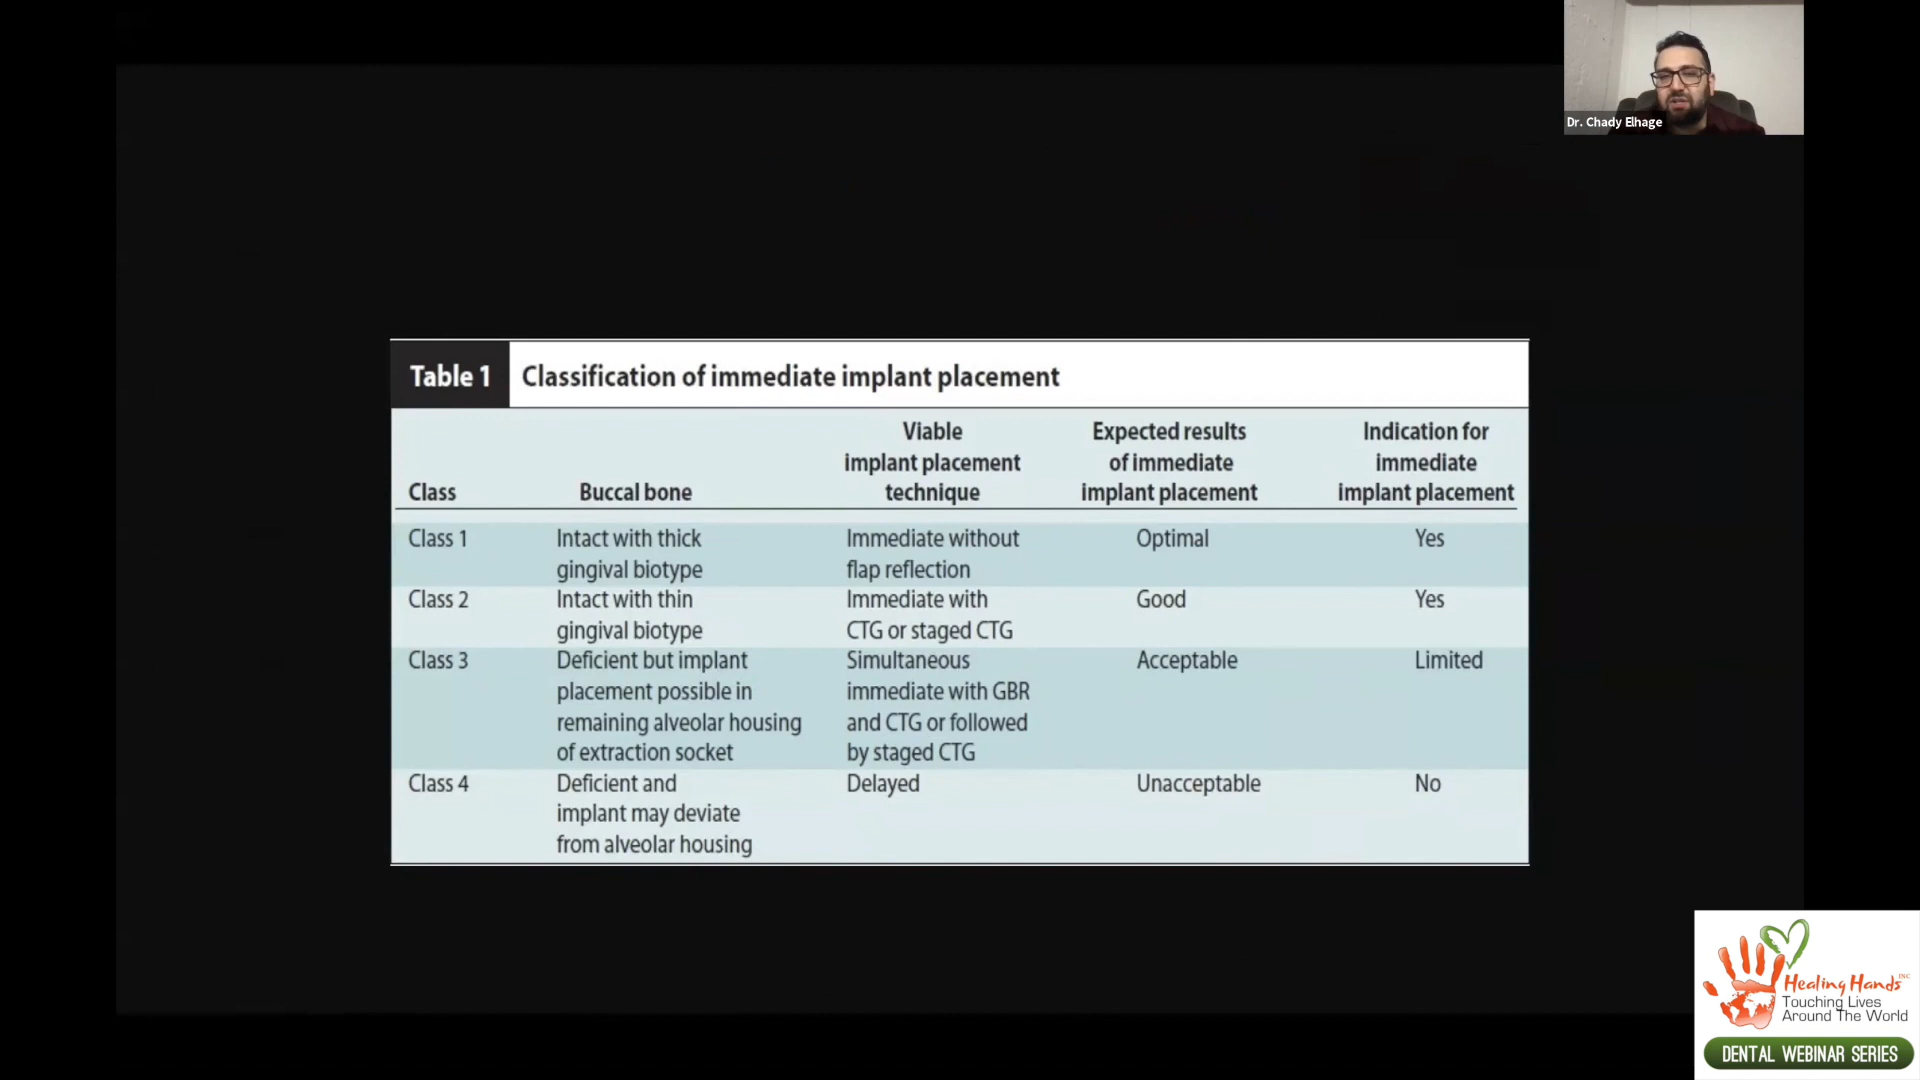 Dr. Chady Elhage
Table 1 Classification of immediate implant placement
Class Buccal bone Viable implant placement technique Expected results of immediate implant placement Indication for immediate implant placement
Class 1 Intact with thick gingival biotype Immediate without flap reflection Optimal Yes
Class 2 Intact with thin gingival biotype Immediate with CTG or staged CTG Good Yes
Class 3 Deficient but implant placement possible in remaining alveolar housing of extraction socket Simultaneous immediate with GBR and CTG or followed by staged CTG Acceptable Limited
Class 4 Deficient and implant may deviate from alveolar housing Delayed Unacceptable No
Healing Hands INC
Touching Lives
Around The World
DENTAL WEBINAR SERIES